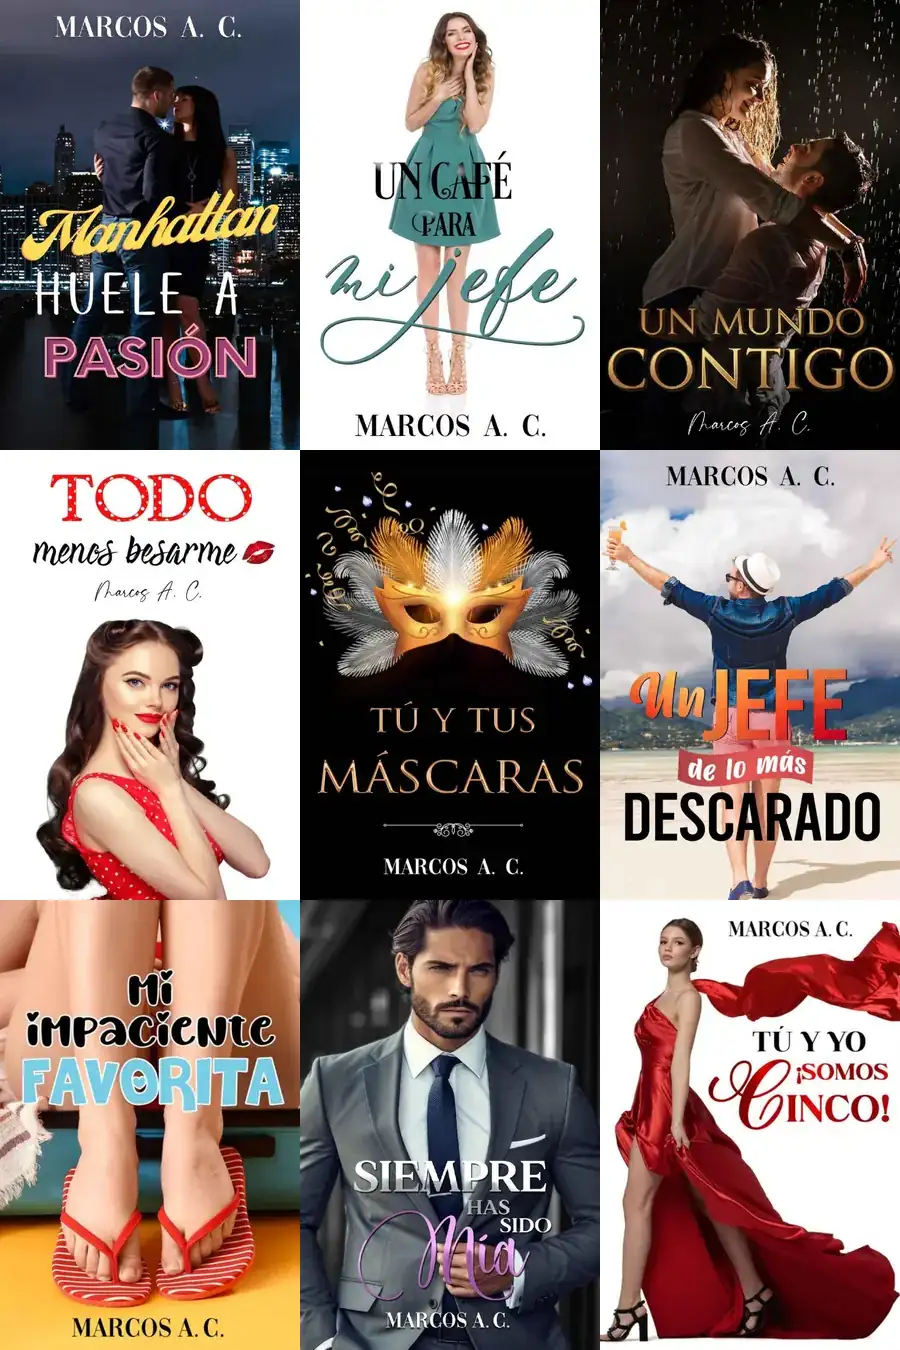 MARCOS A. C.
Manhattan
HUELE A
PASIÓN
UN CAFÉ
PARA
mi jefe
MARCOS A. C.
UN MUNDO
CONTIGO
Marcos A. C.
TODO
menos besarme
Marcos A. C.
TÚ Y TUS
MÁSCARAS
MARCOS A. C.
MARCOS A. C.
Un JEFE
de lo más
DESCARADO
MI
IMPACIENTE
FAVORITA
MARCOS A. C.
SIEMPRE
HAS
SIDO
Mía
MARCOS A. C.
MARCOS A. C.
TÚ Y YO
¡SOMOS
CINCO!